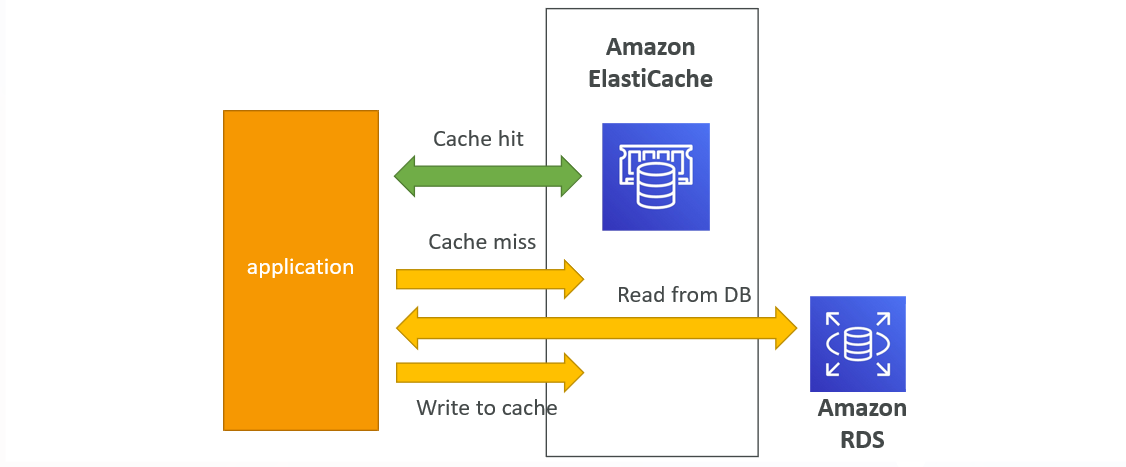 Amazon
ElastiCache
Cache hit
application
Cache miss
Read from DB
Write to cache
Amazon
RDS